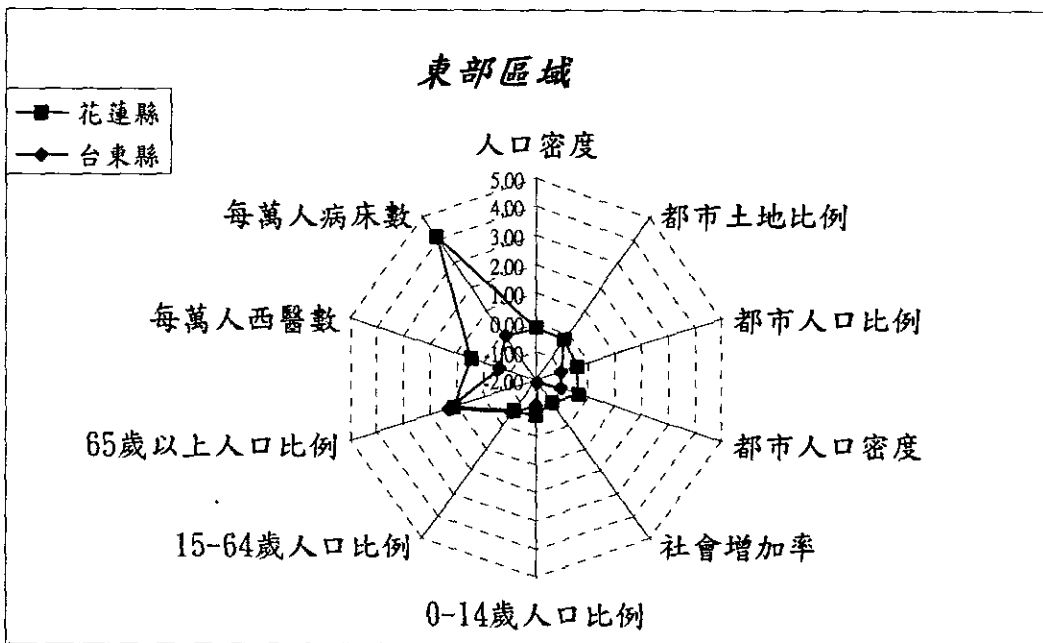 東部區域
花蓮縣
台東縣
人口密度
都市土地比例
都市人口比例
都市人口密度
社會增加率
0-14歲人口比例
15-64歲人口比例
65歲以上人口比例
每萬人西醫數
每萬人病床數
5.00
4.00
3.00
2.00
1.00
0.00
-1.00
-2.00